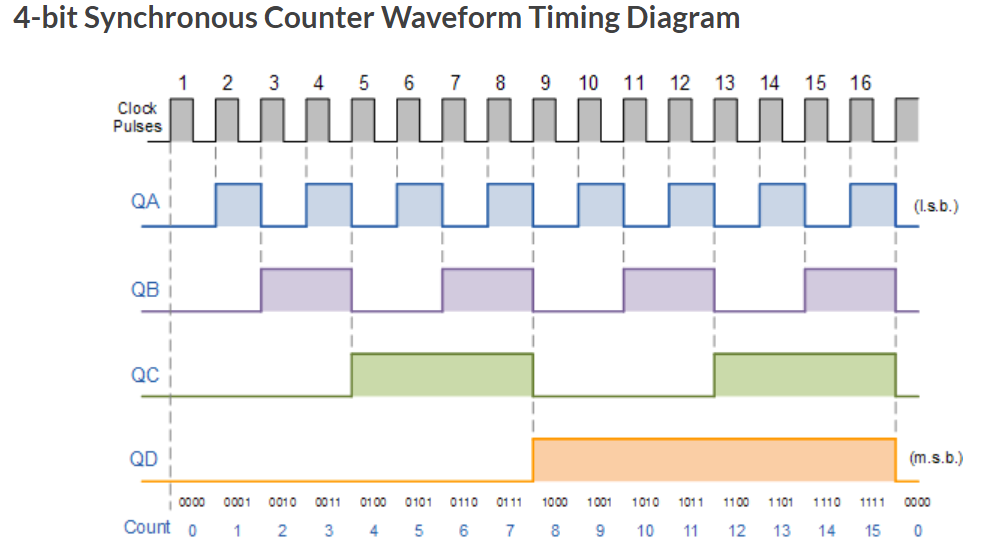 4-bit Synchronous Counter Waveform Timing Diagram
1 2 3 4 5 6 7 8 9 10 11 12 13 14 15 16
Clock
Pulses
QA (l.s.b.)
QB
QC
QD (m.s.b.)
0000 0001 0010 0011 0100 0101 0110 0111 1000 1001 1010 1011 1100 1101 1110 1111 0000
Count 0 1 2 3 4 5 6 7 8 9 10 11 12 13 14 15 0